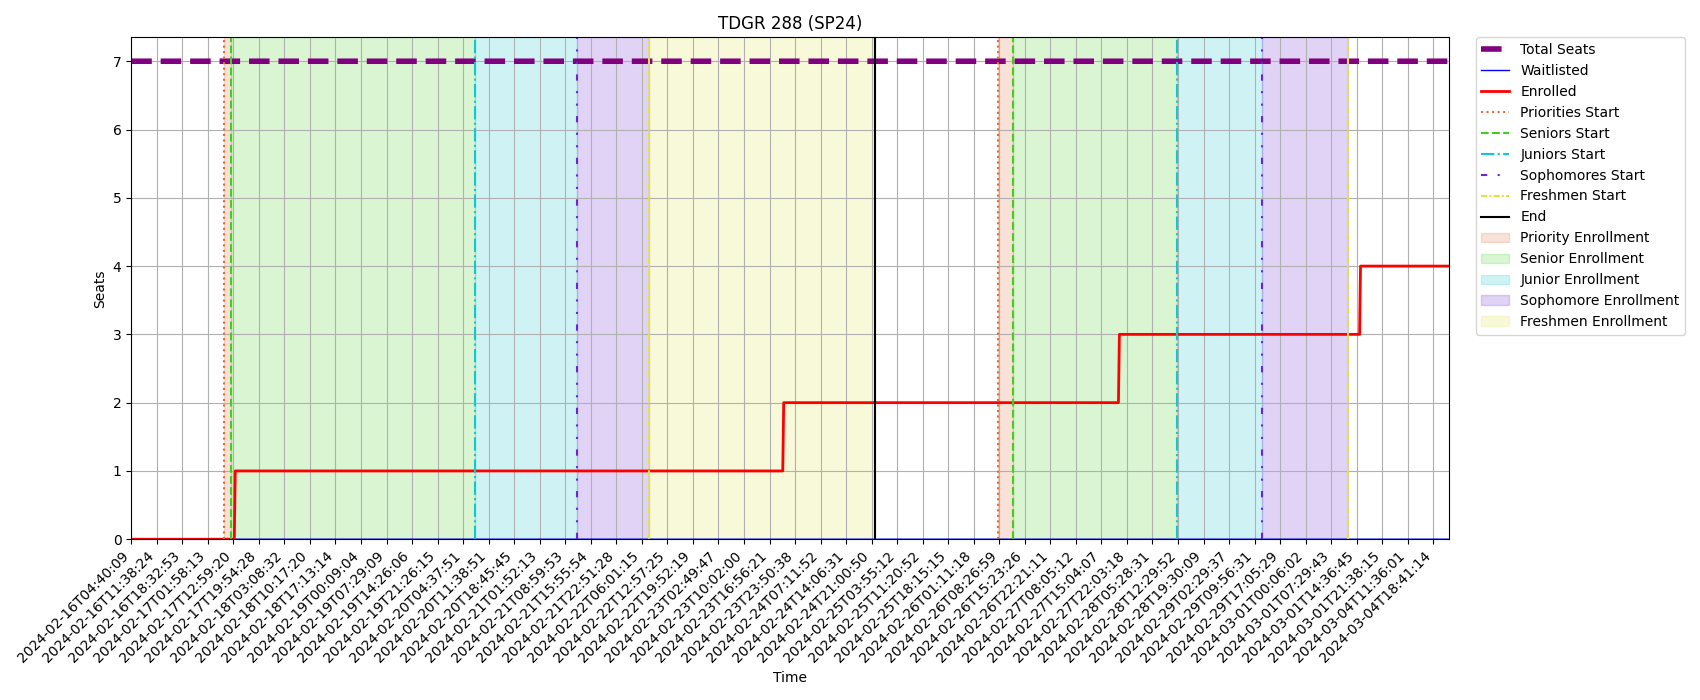 TDGR 288 (SP24)
Seats
7
6
5
4
3
2
1
0
2024-02-16T04:40:09
2024-02-16T11:38:24
2024-02-16T18:32:53
2024-02-17T01:58:13
2024-02-17T12:59:20
2024-02-17T19:54:28
2024-02-18T03:08:32
2024-02-18T10:17:20
2024-02-18T17:13:14
2024-02-19T00:09:04
2024-02-19T07:29:09
2024-02-19T14:26:06
2024-02-19T21:26:15
2024-02-20T04:37:51
2024-02-20T11:38:51
2024-02-20T18:45:45
2024-02-21T01:52:13
2024-02-21T08:59:53
2024-02-21T15:55:54
2024-02-21T22:51:28
2024-02-22T06:01:15
2024-02-22T12:57:25
2024-02-22T19:52:19
2024-02-23T02:49:47
2024-02-23T10:02:00
2024-02-23T16:56:21
2024-02-23T23:50:38
2024-02-24T07:11:52
2024-02-24T14:06:31
2024-02-24T21:00:50
2024-02-25T03:55:12
2024-02-25T11:20:52
2024-02-25T18:15:15
2024-02-26T01:11:18
2024-02-26T08:26:59
2024-02-26T15:23:26
2024-02-26T22:21:11
2024-02-27T08:05:12
2024-02-27T15:04:07
2024-02-27T22:03:18
2024-02-28T05:28:31
2024-02-28T12:29:52
2024-02-28T19:30:09
2024-02-29T02:29:37
2024-02-29T09:56:31
2024-02-29T17:05:29
2024-03-01T00:06:02
2024-03-01T07:29:43
2024-03-01T14:36:45
2024-03-01T21:38:15
2024-03-04T11:36:01
2024-03-04T18:41:14
Time
Total Seats
Waitlisted
Enrolled
Priorities Start
Seniors Start
Juniors Start
Sophomores Start
Freshmen Start
End
Priority Enrollment
Senior Enrollment
Junior Enrollment
Sophomore Enrollment
Freshmen Enrollment